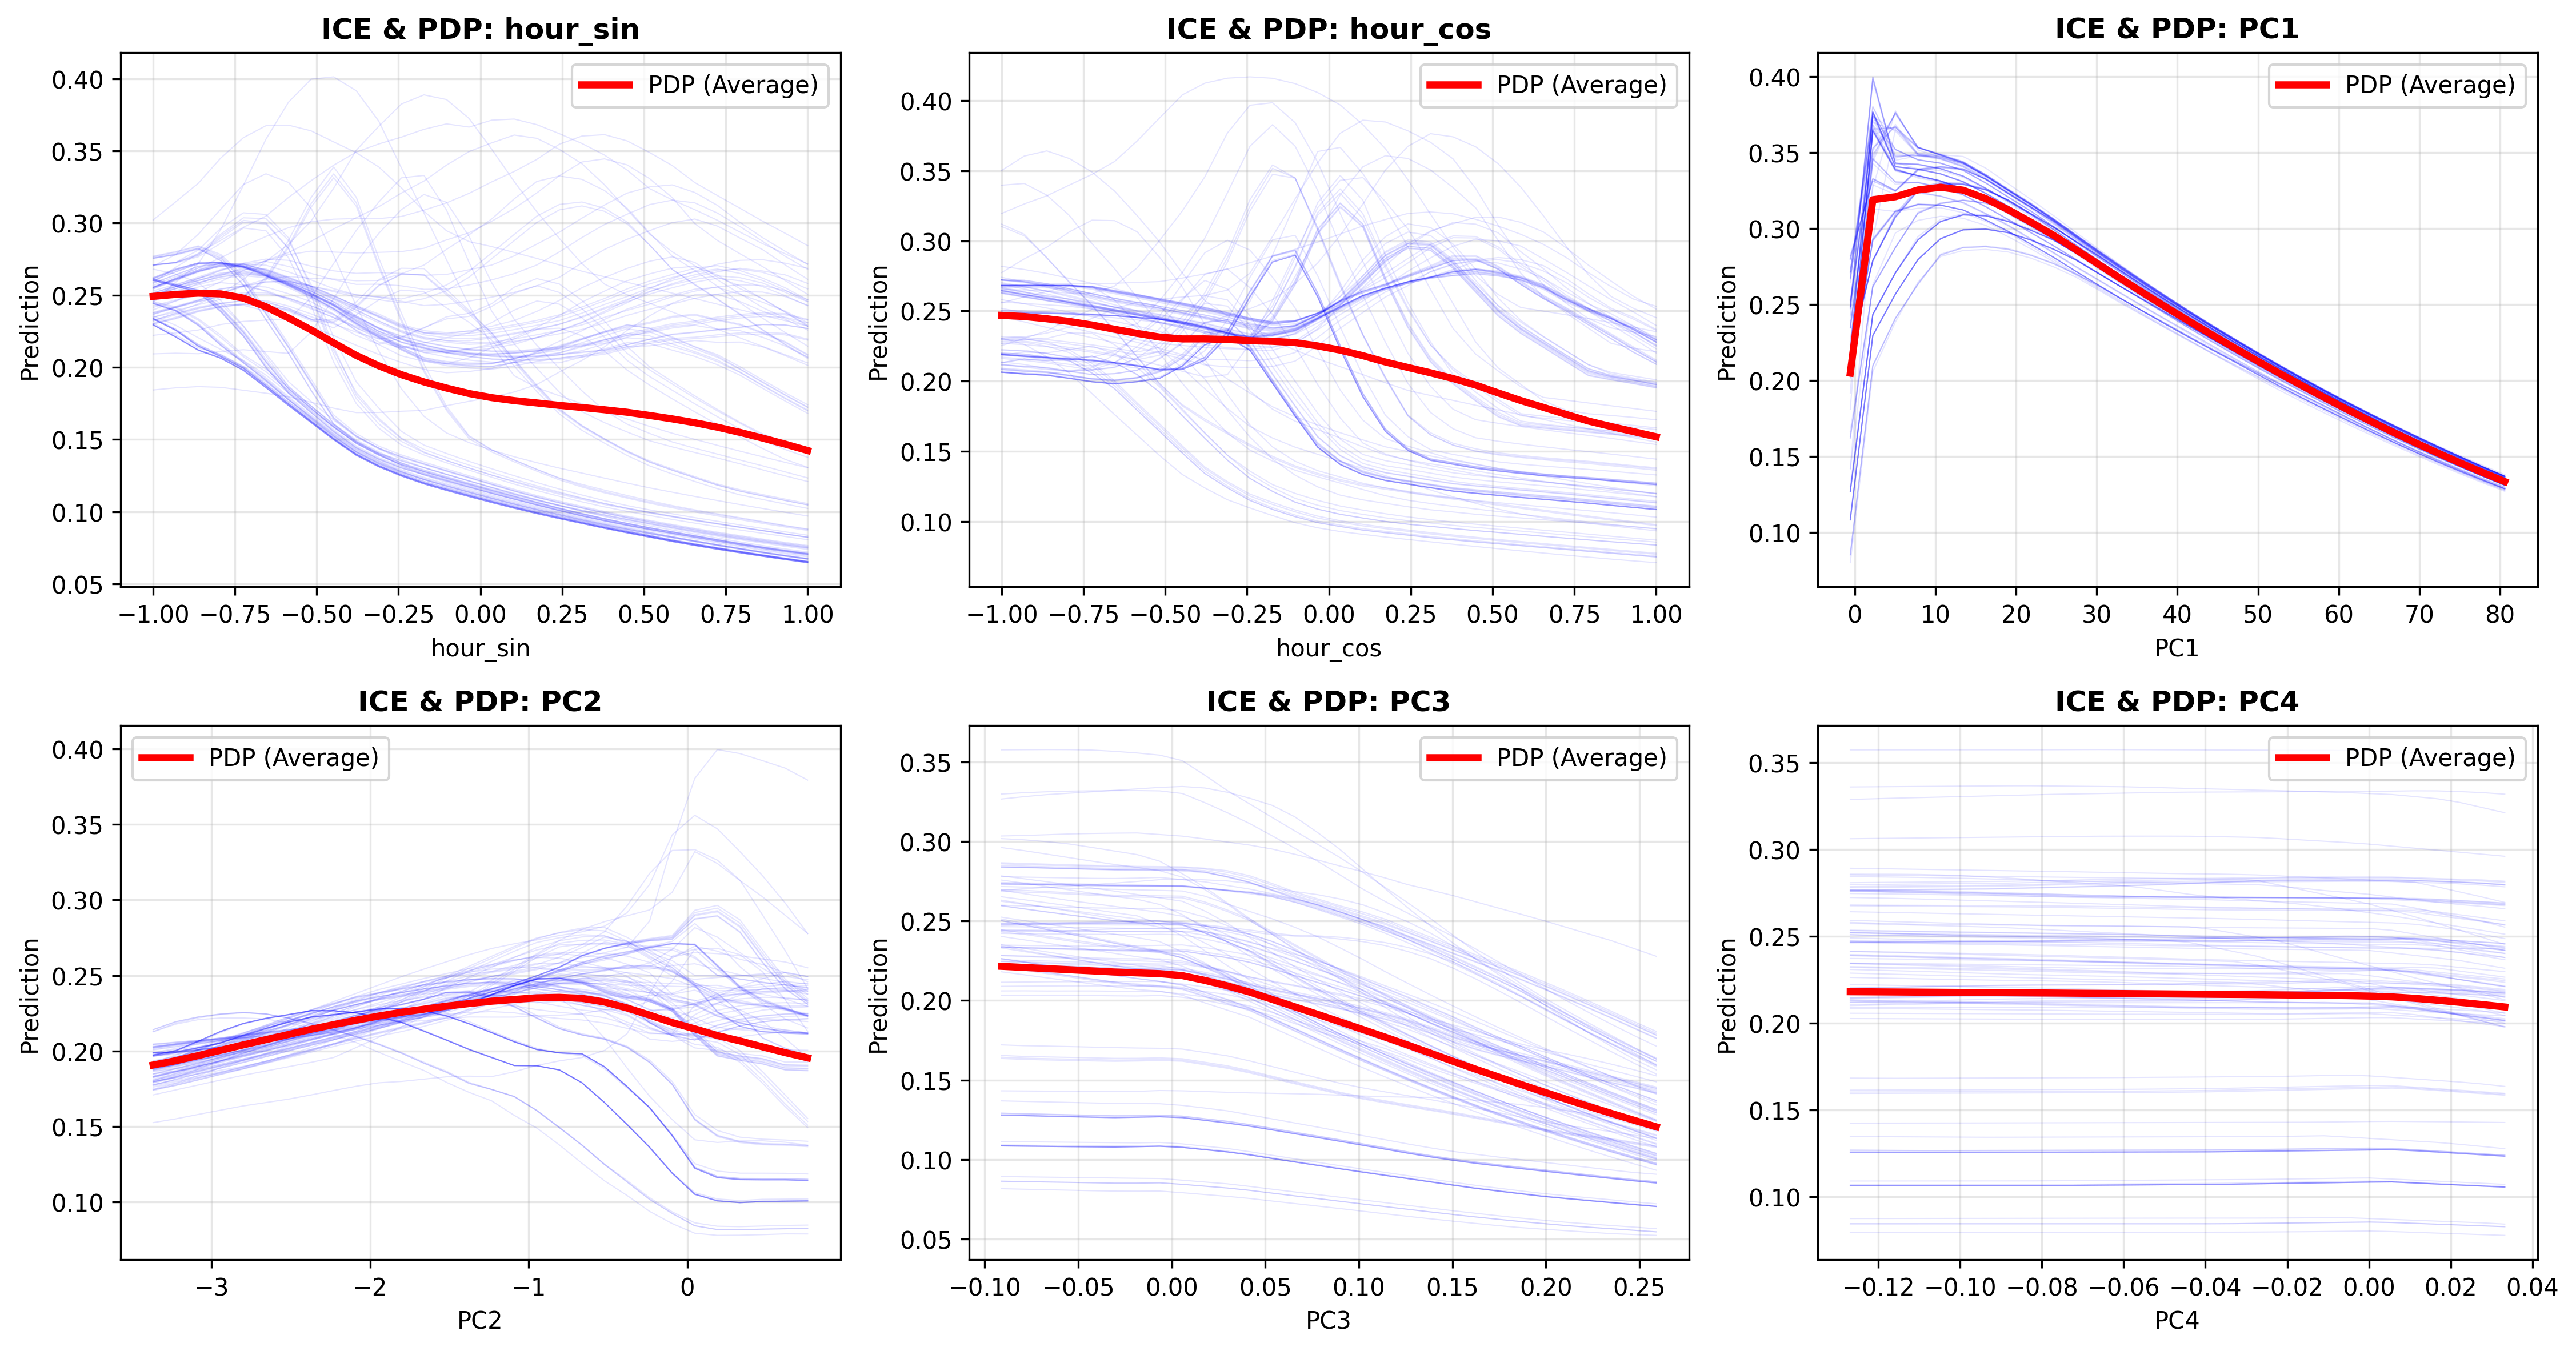 ICE & PDP: hour_sin
PDP (Average)
Prediction
0.40
0.35
0.30
0.25
0.20
0.15
0.10
0.05
−1.00 −0.75 −0.50 −0.25 0.00 0.25 0.50 0.75 1.00
hour_sin
ICE & PDP: hour_cos
PDP (Average)
Prediction
0.40
0.35
0.30
0.25
0.20
0.15
0.10
−1.00 −0.75 −0.50 −0.25 0.00 0.25 0.50 0.75 1.00
hour_cos
ICE & PDP: PC1
PDP (Average)
Prediction
0.40
0.35
0.30
0.25
0.20
0.15
0.10
0 10 20 30 40 50 60 70 80
PC1
ICE & PDP: PC2
PDP (Average)
Prediction
0.40
0.35
0.30
0.25
0.20
0.15
0.10
−3 −2 −1 0
PC2
ICE & PDP: PC3
PDP (Average)
Prediction
0.35
0.30
0.25
0.20
0.15
0.10
0.05
−0.10 −0.05 0.00 0.05 0.10 0.15 0.20 0.25
PC3
ICE & PDP: PC4
PDP (Average)
Prediction
0.35
0.30
0.25
0.20
0.15
0.10
−0.12 −0.10 −0.08 −0.06 −0.04 −0.02 0.00 0.02 0.04
PC4